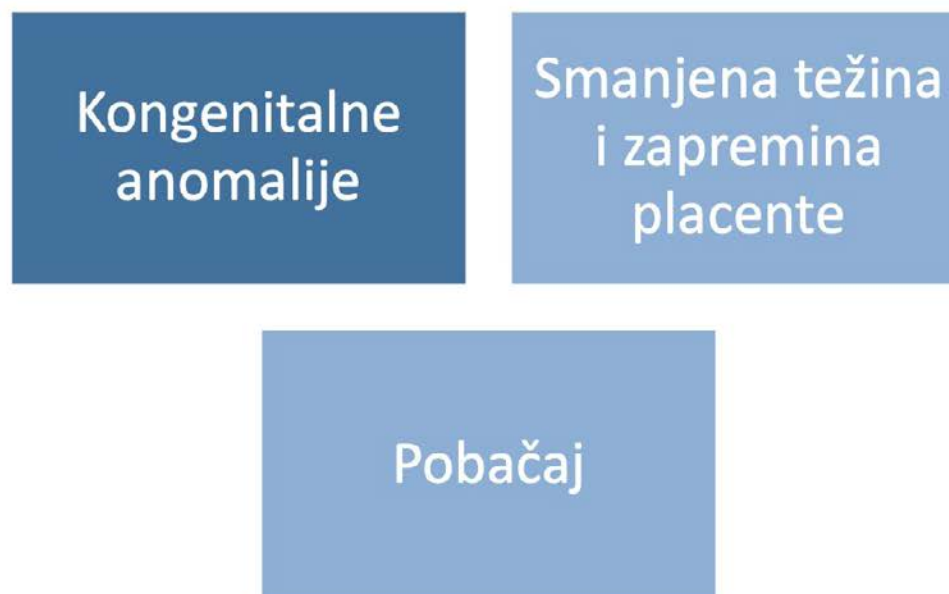 Kongenitalne
anomalije
Smanjena težina
i zapremina
placente
Pobačaj